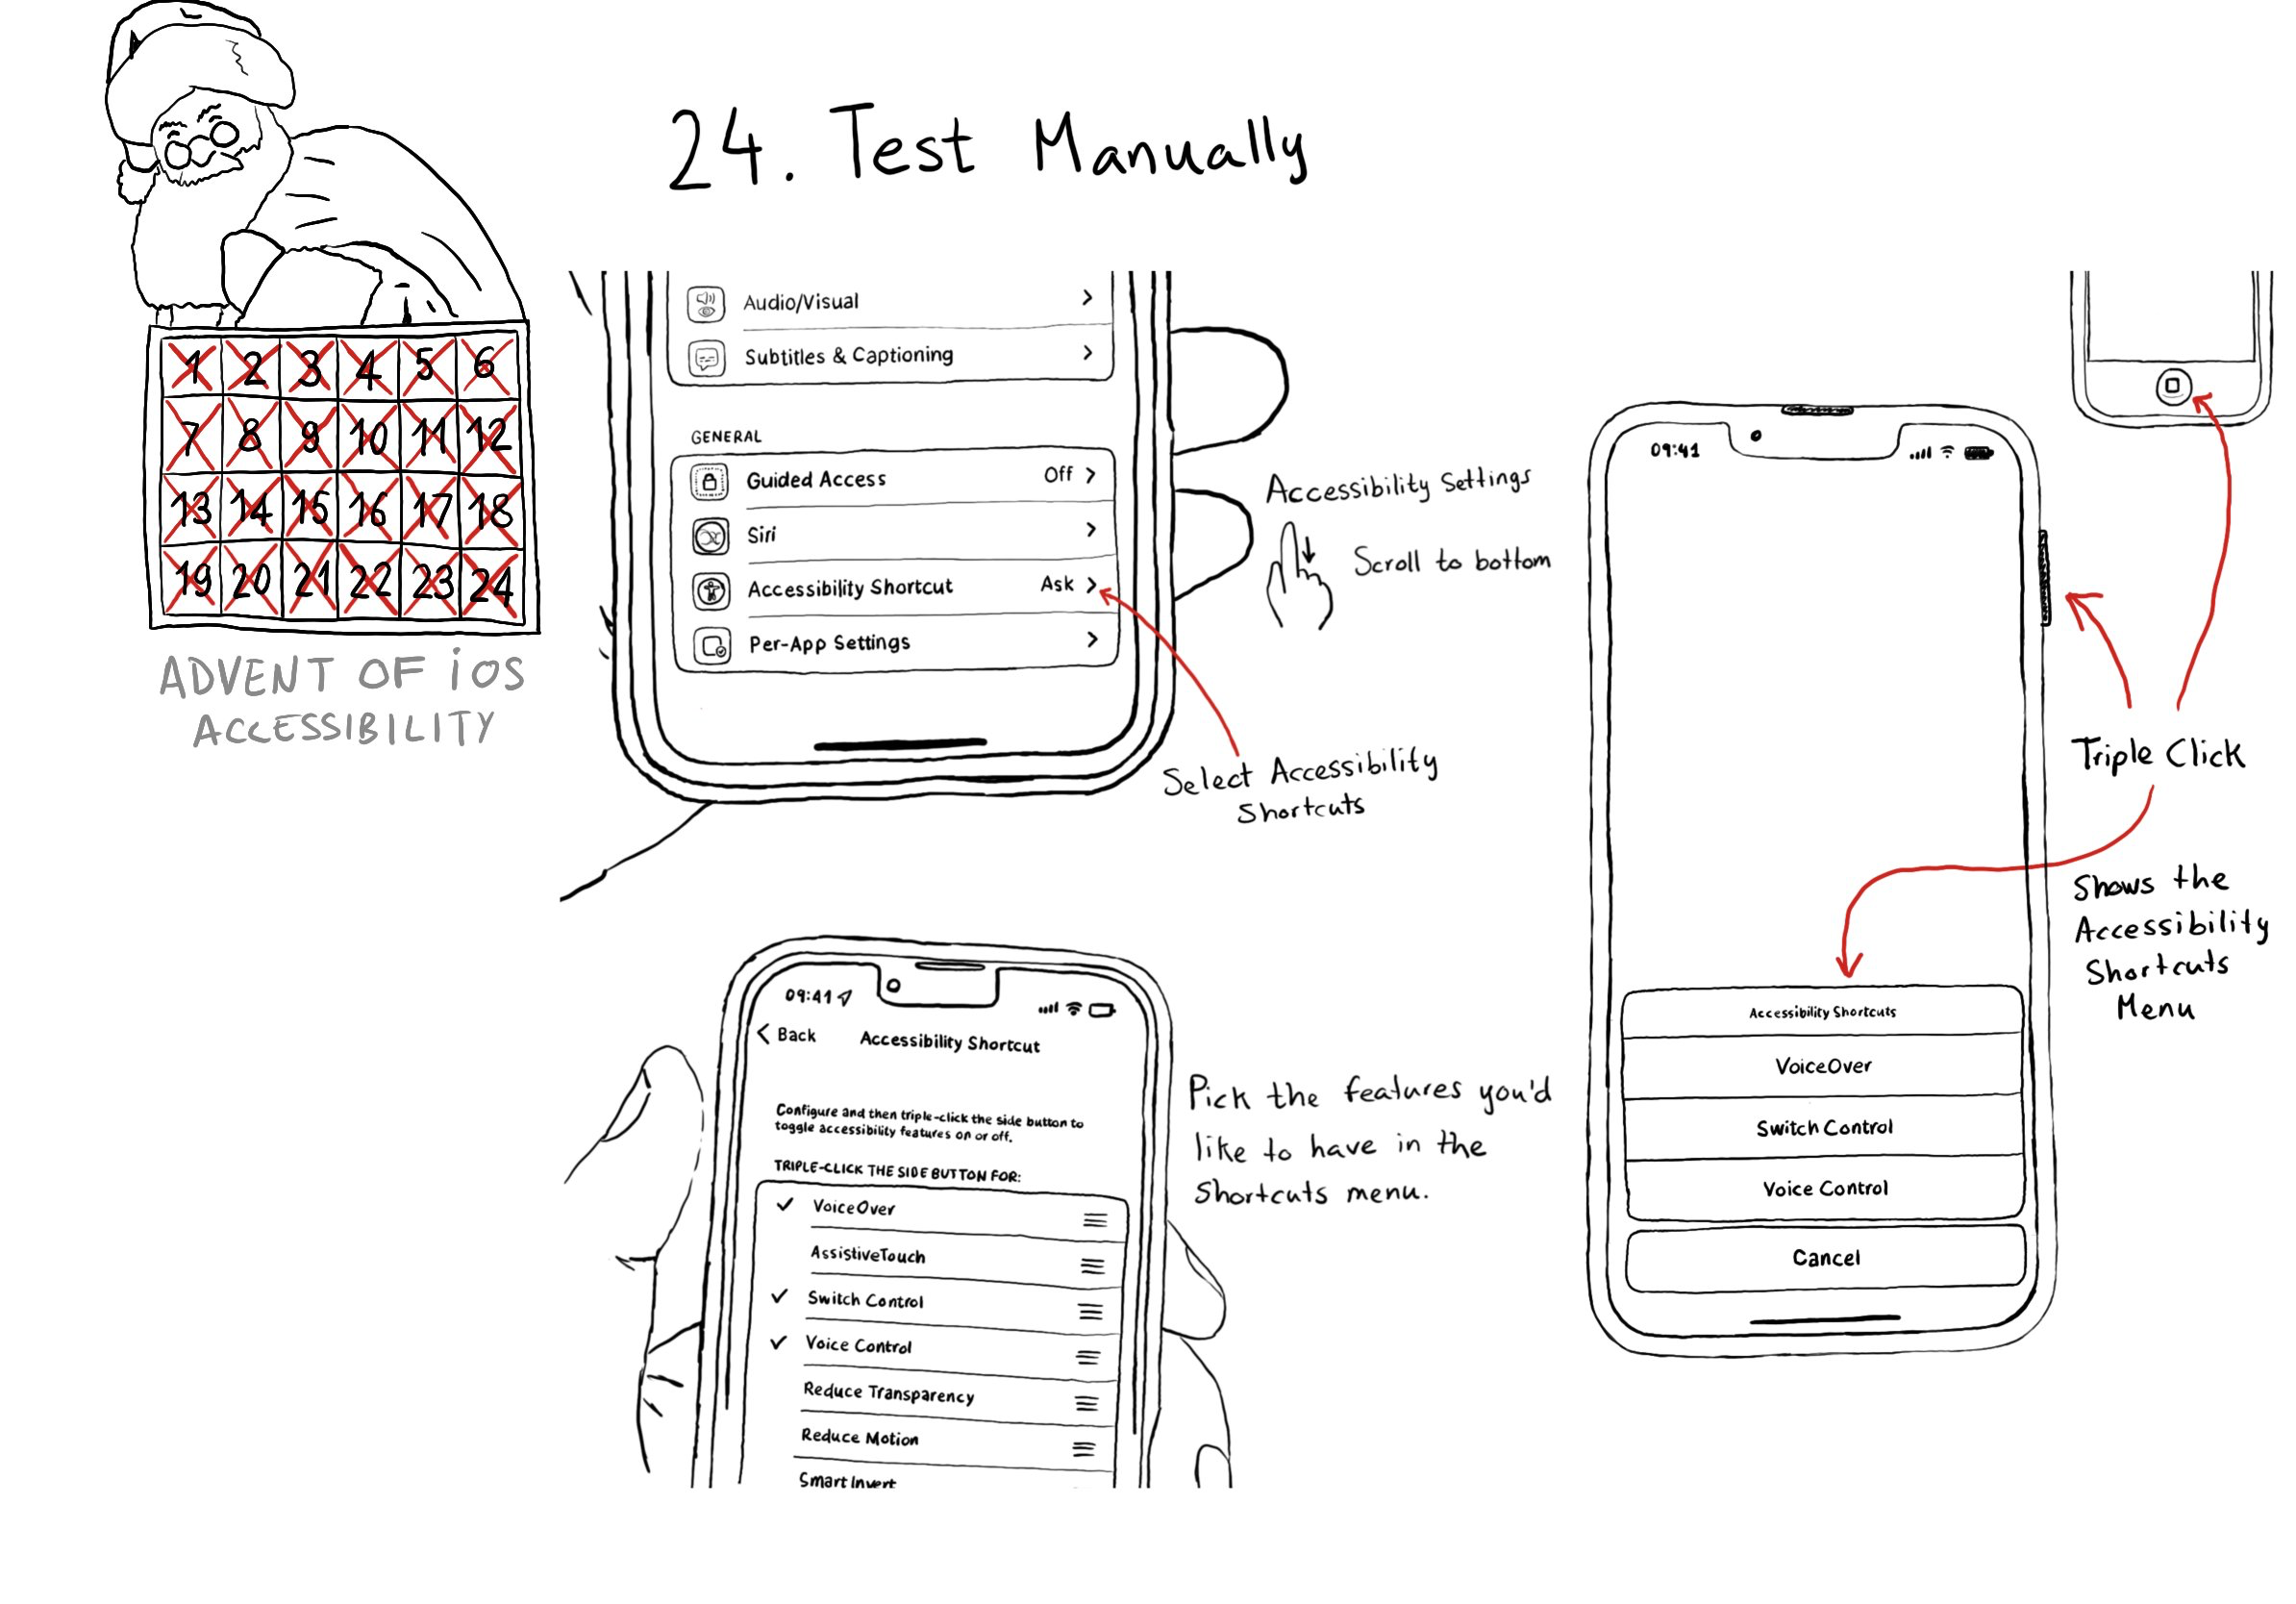 24. Test Manually
1 2 3 4 5 6
7 8 9 10 11 12
13 14 15 16 17 18
19 20 21 22 23 24
ADVENT OF iOS
ACCESSIBILITY
Audio/Visual
Subtitles & Captioning
GENERAL
Guided Access Off
Siri
Accessibility Shortcut Ask
Per-App Settings
Accessibility Settings
Scroll to bottom
Select Accessibility
Shortcuts
09:41
Back Accessibility Shortcut
Configure and then triple-click the side button to
toggle accessibility features on or off.
TRIPLE-CLICK THE SIDE BUTTON FOR:
✓ VoiceOver
AssistiveTouch
✓ Switch Control
✓ Voice Control
Reduce Transparency
Reduce Motion
Smart Invert
Pick the features you'd
like to have in the
Shortcuts menu.
09:41
Triple Click
Shows the
Accessibility
Shortcuts
Menu
Accessibility Shortcuts
VoiceOver
Switch Control
Voice Control
Cancel